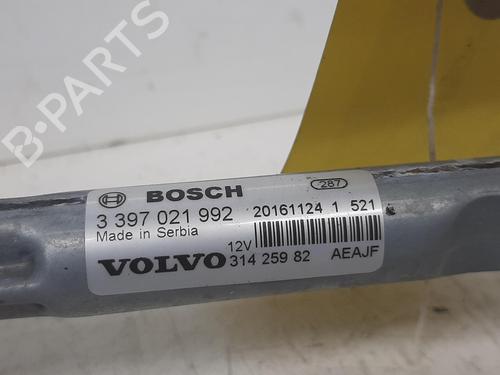 B-PARTS
BOSCH
287
3 397 021 992 20161124 1 521
Made in Serbia
12V
VOLVO 314 259 82 AEAJF